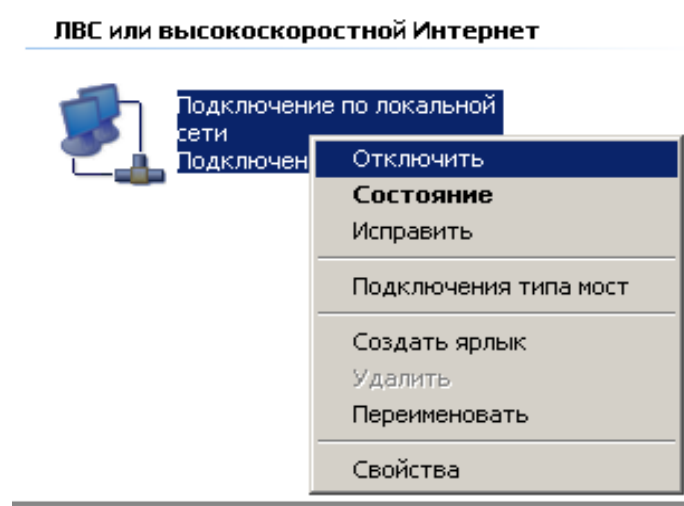 ЛВС или высокоскоростной Интернет
Подключение по локальной
сети
Подключен
Отключить
Состояние
Исправить
Подключения типа мост
Создать ярлык
Удалить
Переименовать
Свойства